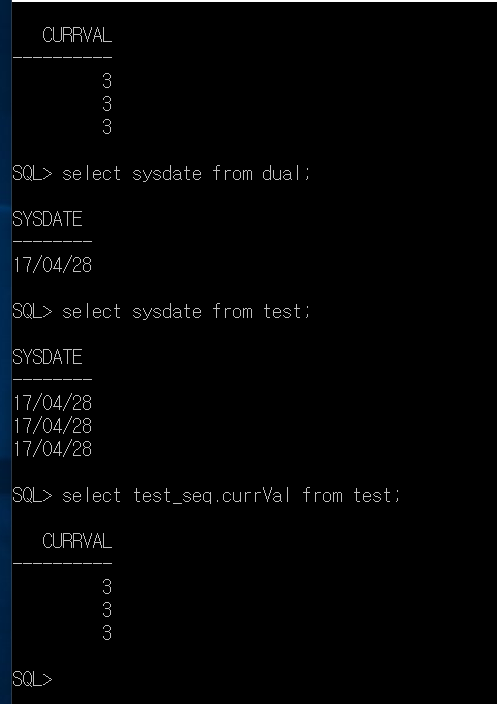 CURRVAL
----------
3
3
3
SQL> select sysdate from dual;
SYSDATE
--------
17/04/28
SQL> select sysdate from test;
SYSDATE
--------
17/04/28
17/04/28
17/04/28
SQL> select test_seq.currVal from test;
CURRVAL
----------
3
3
3
SQL>